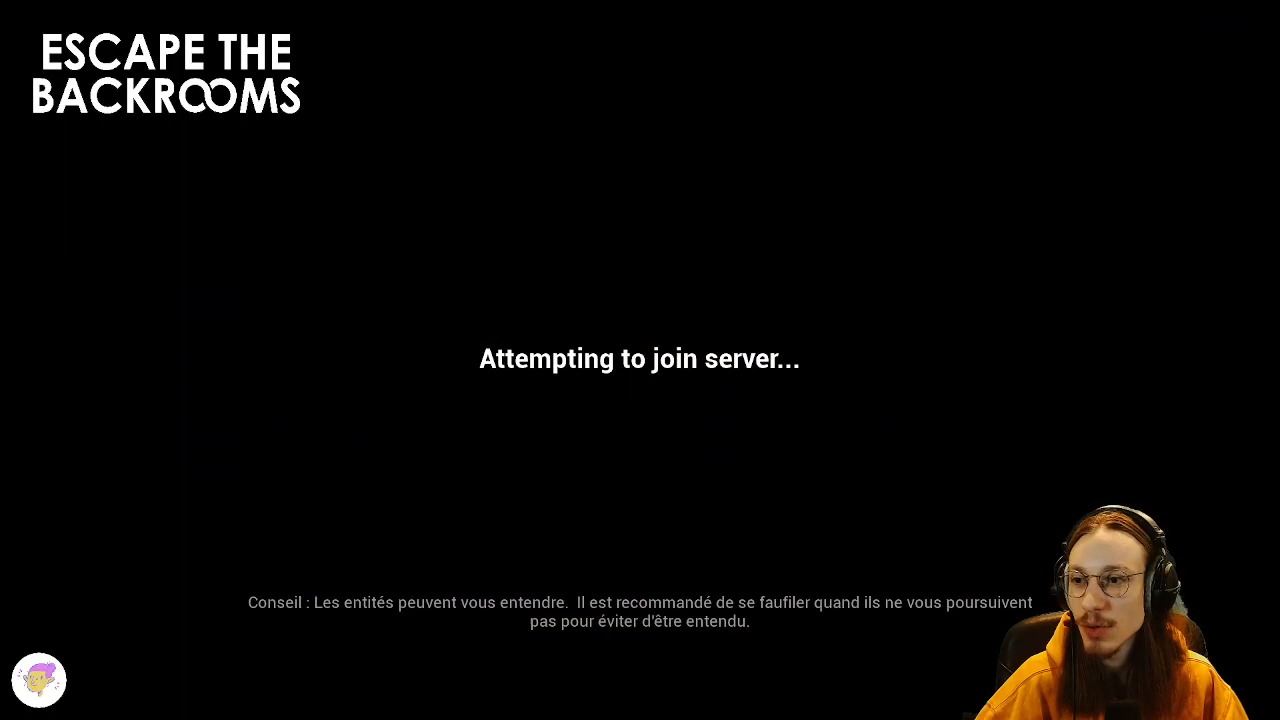 ESCAPE THE
BACKROOMS
Attempting to join server...
Conseil : Les entités peuvent vous entendre.  Il est recommandé de se faufiler quand ils ne vous poursuivent
pas pour éviter d'être entendu.